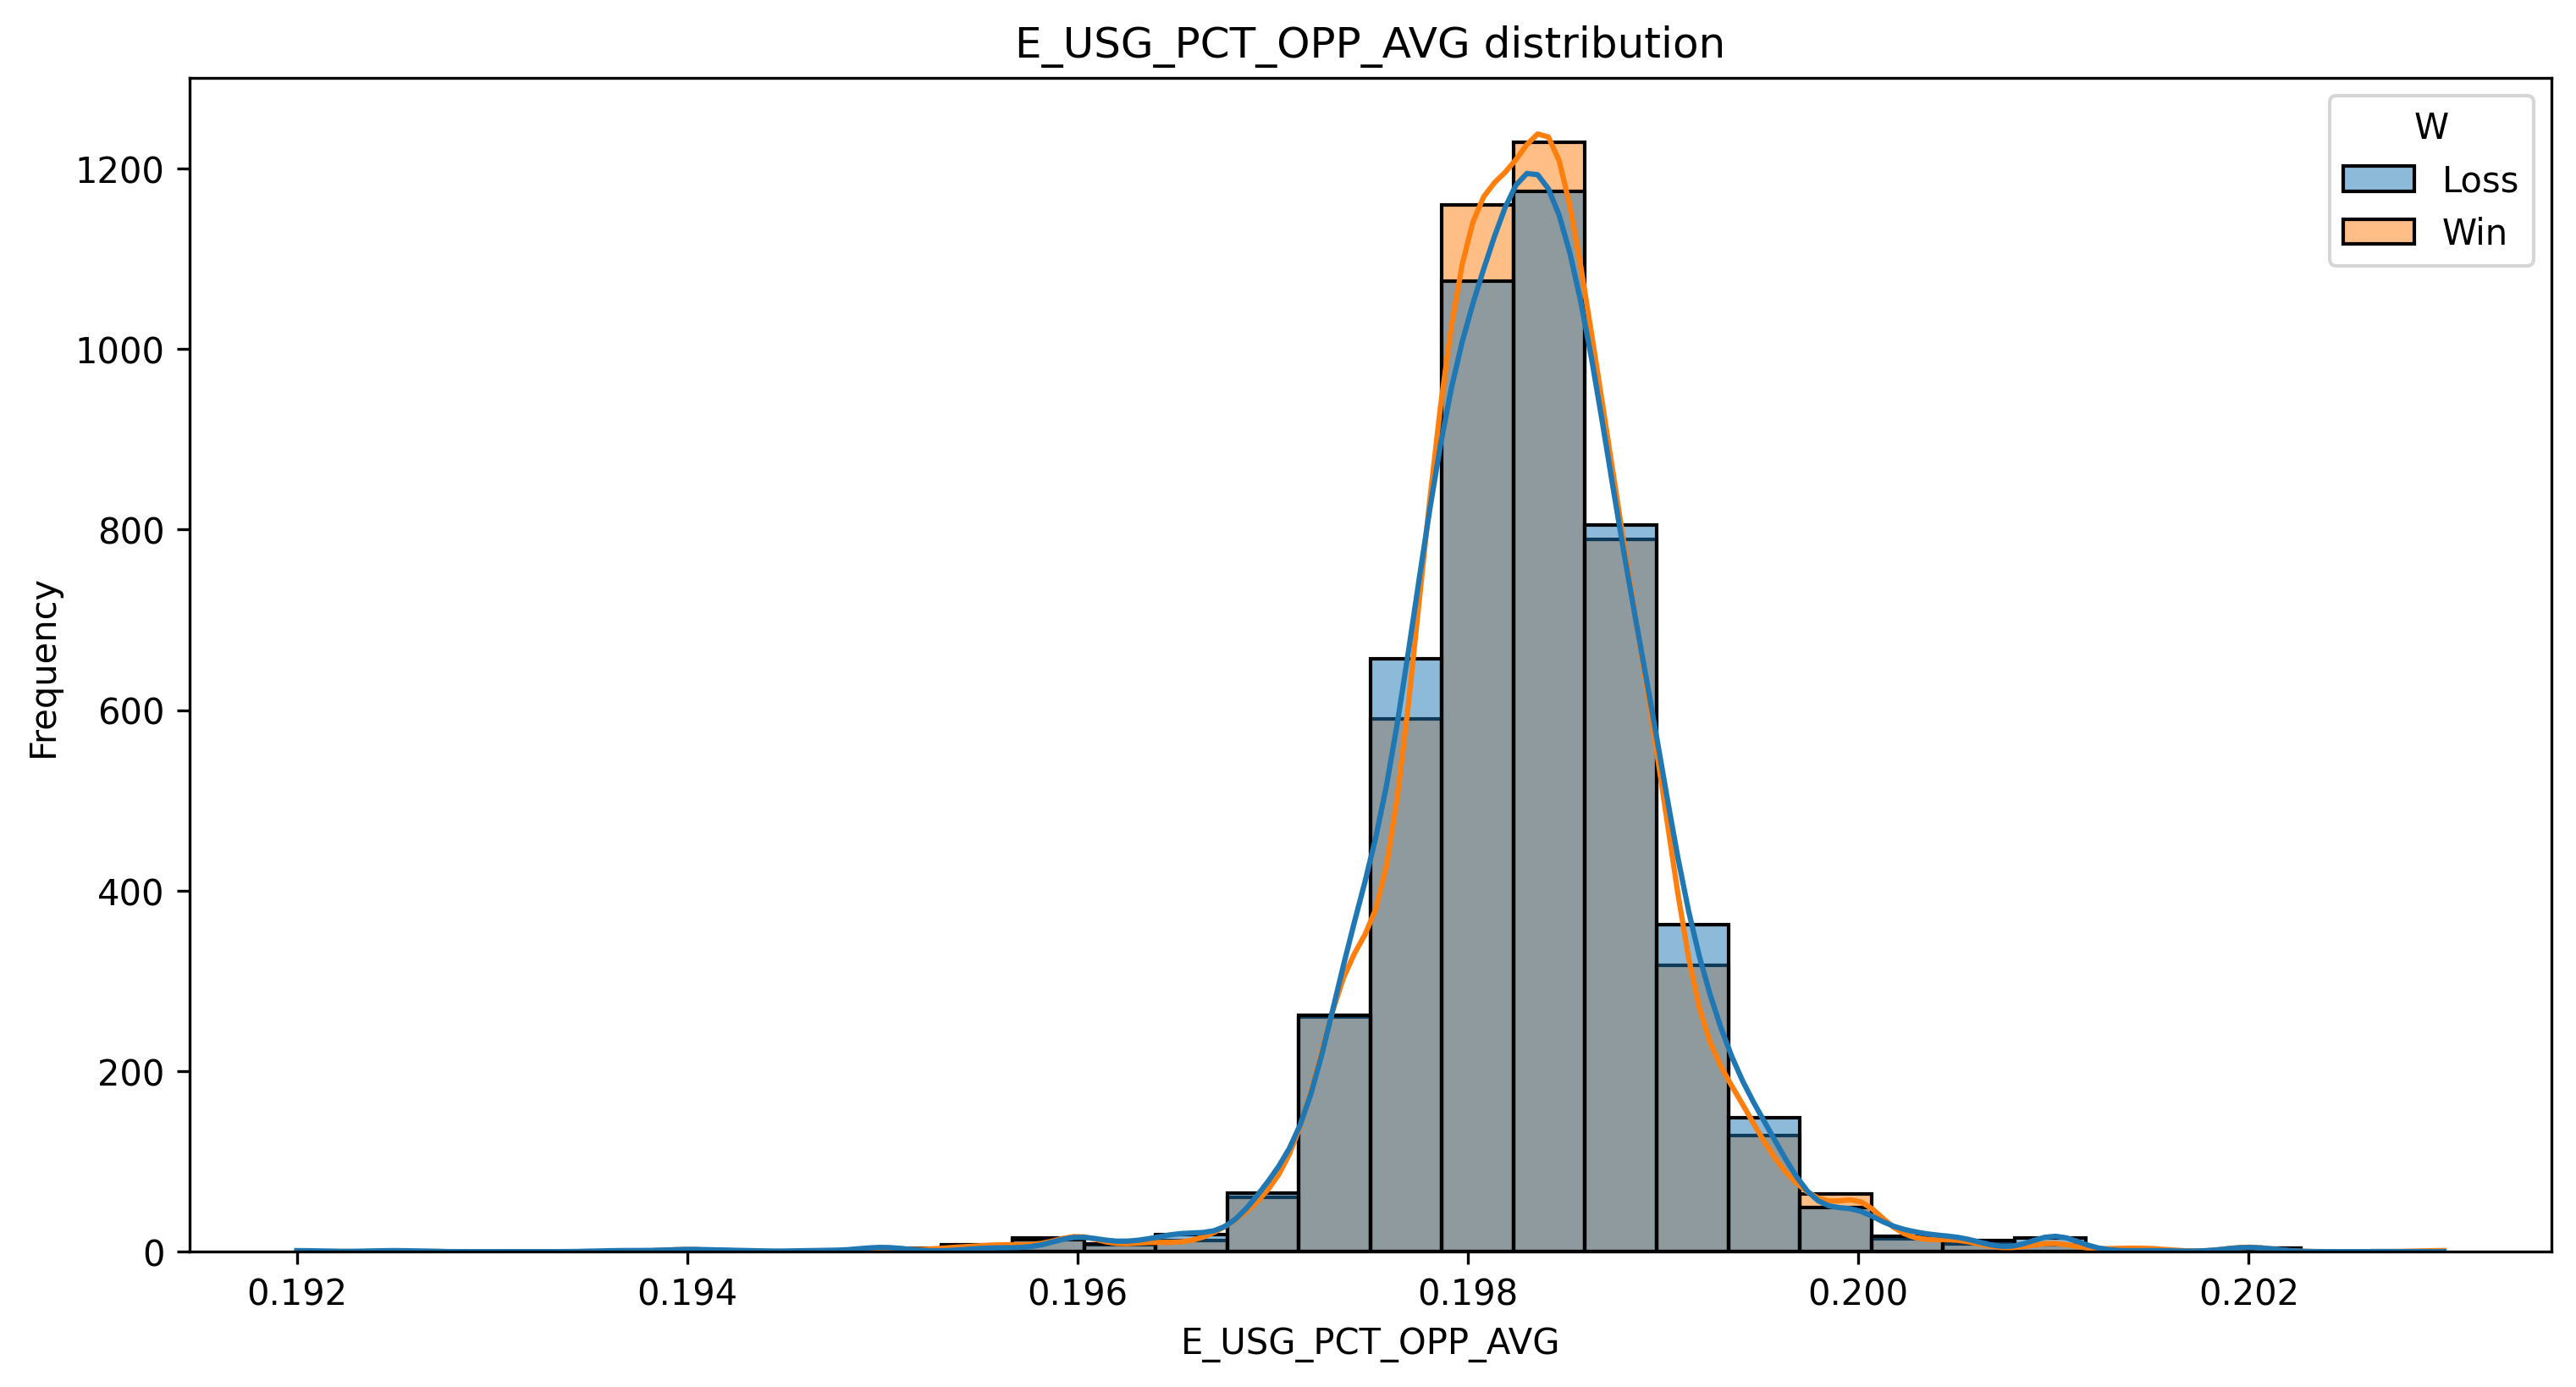 E_USG_PCT_OPP_AVG distribution
W
Loss
Win
Frequency
1200
1000
800
600
400
200
0
0.192 0.194 0.196 0.198 0.200 0.202
E_USG_PCT_OPP_AVG